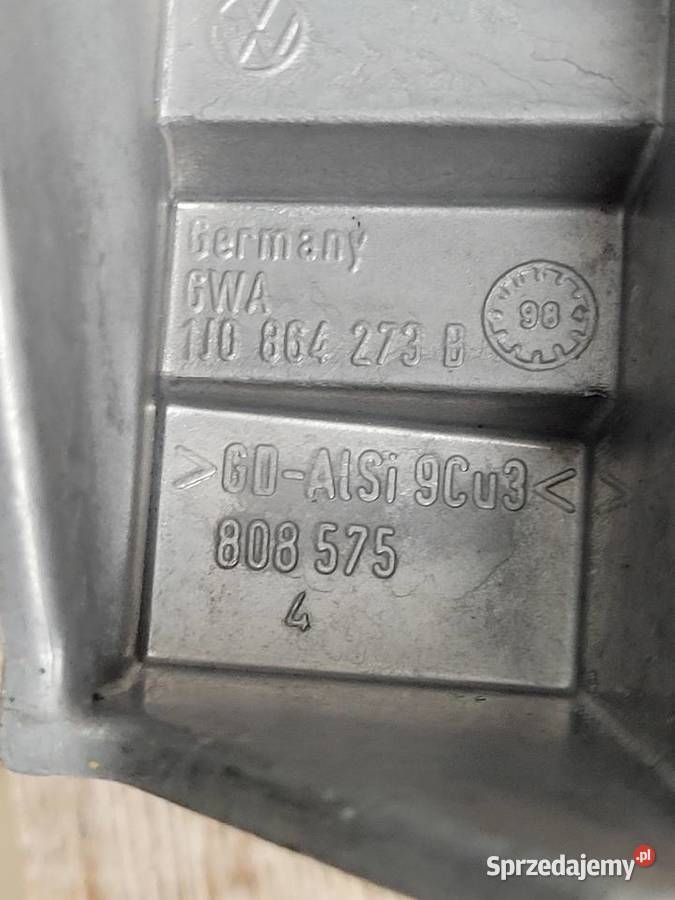 Germany
GWA
1J0 864 273 B
98
>GD-AlSi 9Cu3<
808 575
4
Sprzedajemy.pl